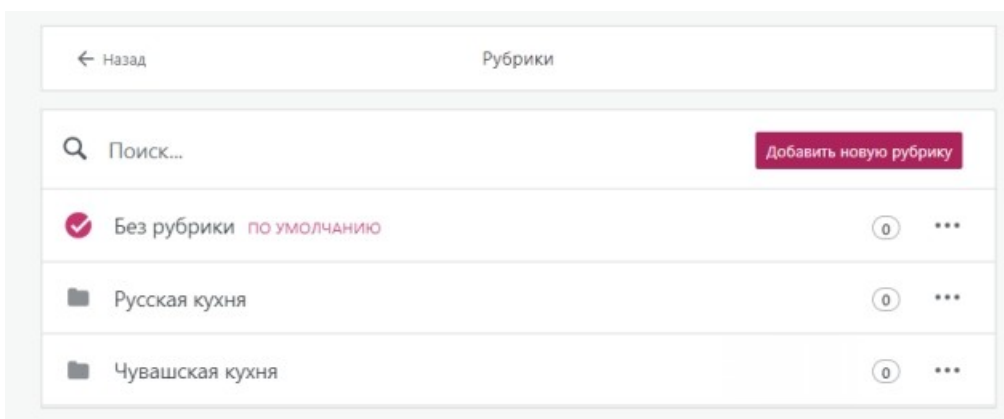 ← Назад
Рубрики
Поиск...
Добавить новую рубрику
Без рубрики ПО УМОЛЧАНИЮ
0
Русская кухня
0
Чувашская кухня
0